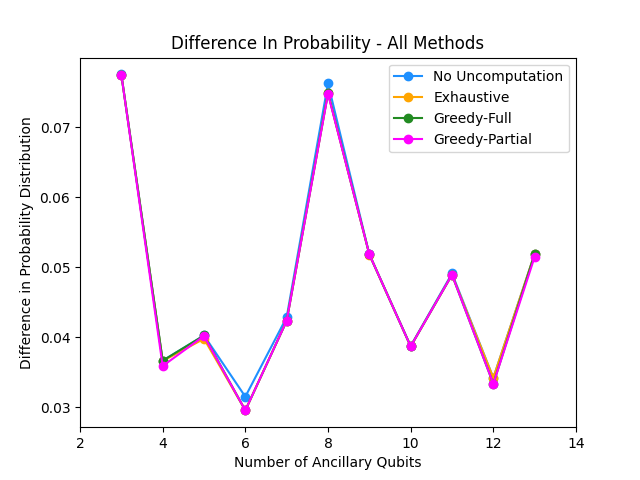 Difference In Probability - All Methods
No Uncomputation
Exhaustive
Greedy-Full
Greedy-Partial
Difference in Probability Distribution
0.07
0.06
0.05
0.04
0.03
2 4 6 8 10 12 14
Number of Ancillary Qubits